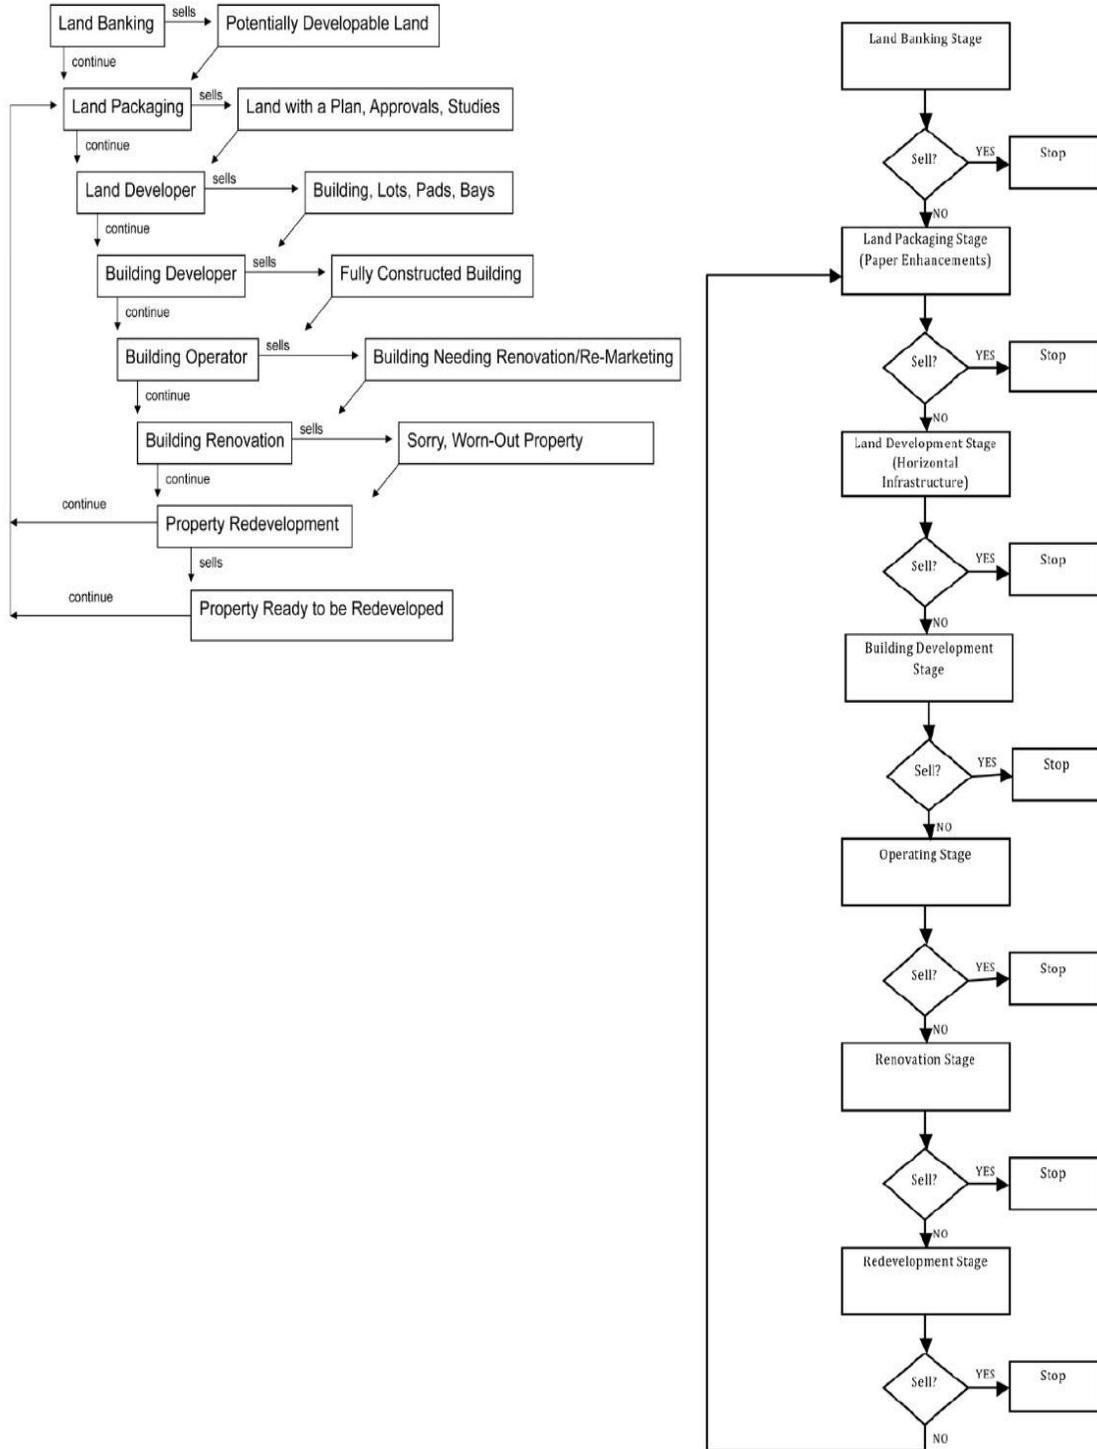 Land Banking
sells
Potentially Developable Land
continue
Land Packaging
sells
Land with a Plan, Approvals, Studies
continue
Land Developer
sells
Building, Lots, Pads, Bays
continue
Building Developer
sells
Fully Constructed Building
continue
Building Operator
sells
Building Needing Renovation/Re-Marketing
continue
Building Renovation
sells
Sorry, Worn-Out Property
continue
continue
Property Redevelopment
sells
continue
Property Ready to be Redeveloped
Land Banking Stage
Sell?
YES
Stop
NO
Land Packaging Stage
(Paper Enhancements)
Sell?
YES
Stop
NO
Land Development Stage
(Horizontal
Infrastructure)
Sell?
YES
Stop
NO
Building Development
Stage
Sell?
YES
Stop
NO
Operating Stage
Sell?
YES
Stop
NO
Renovation Stage
Sell?
YES
Stop
NO
Redevelopment Stage
Sell?
YES
Stop
NO